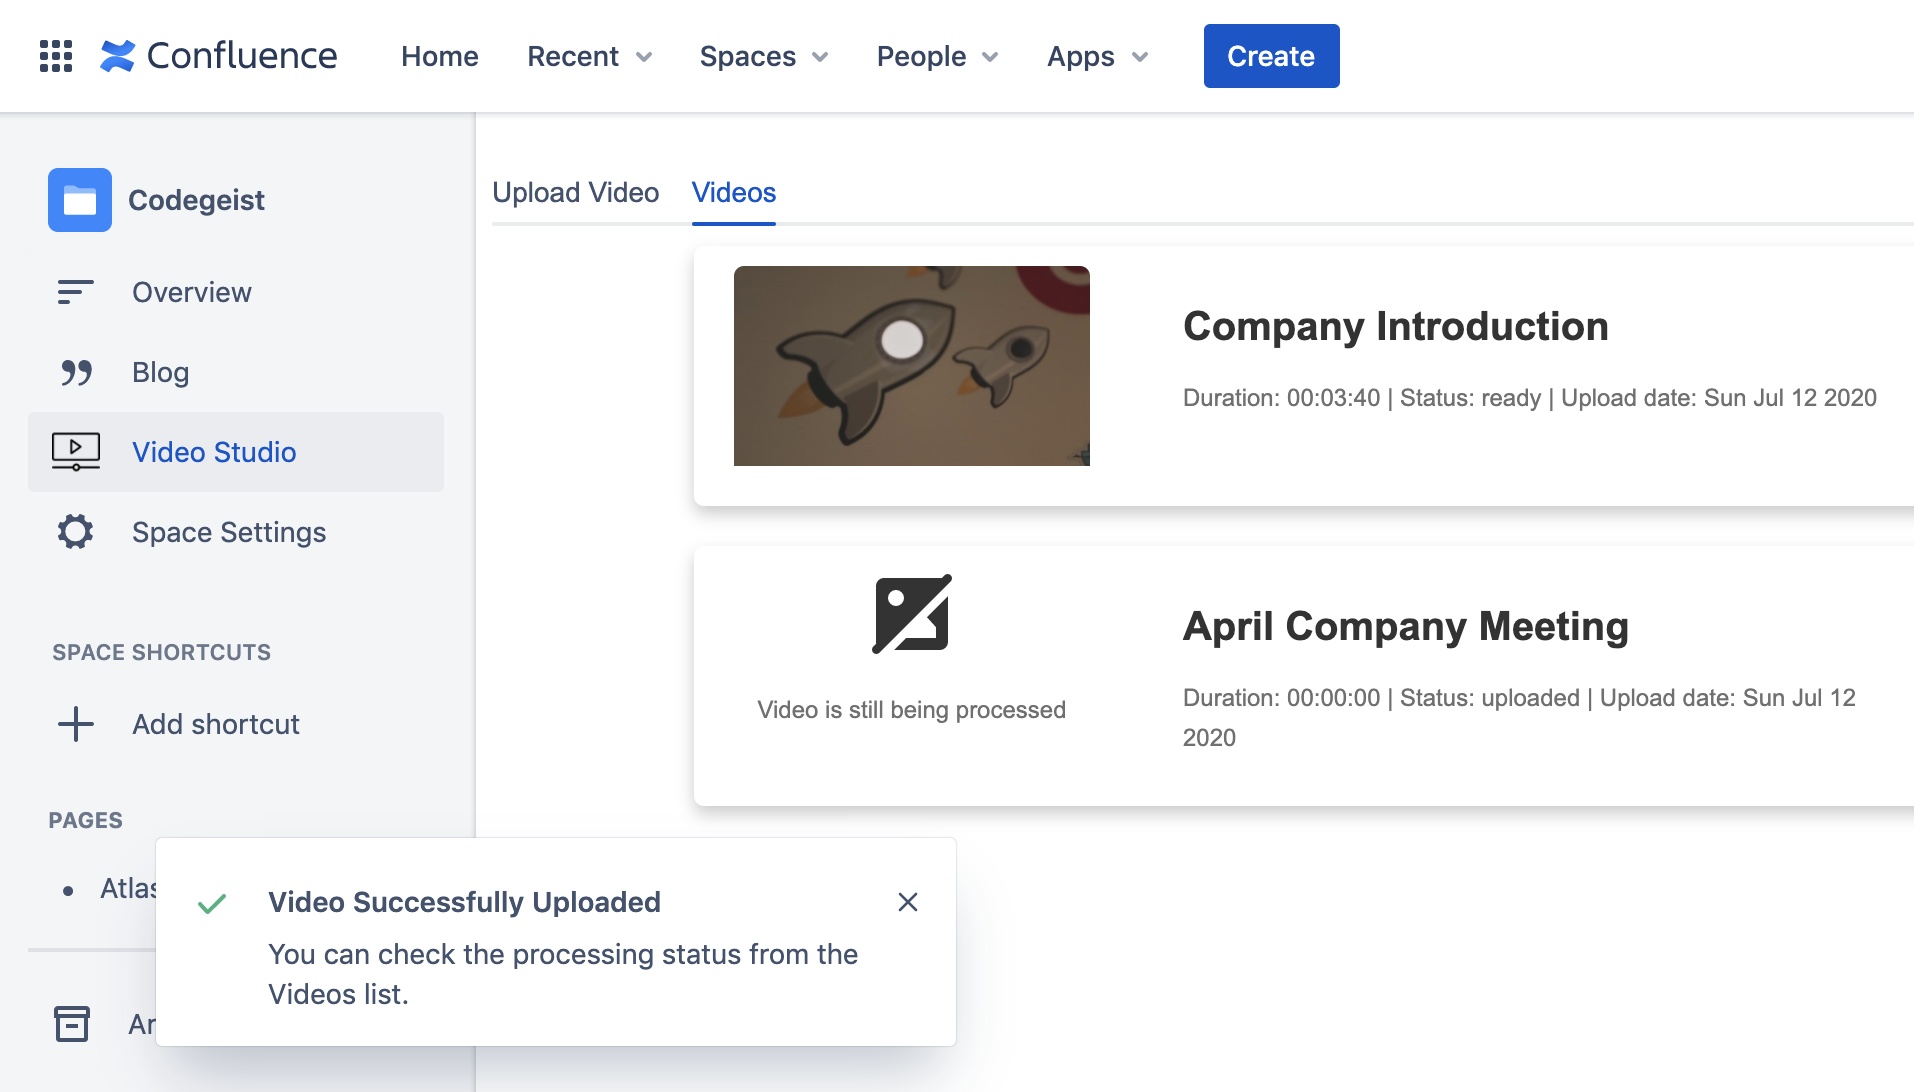 Confluence Home Recent Spaces People Apps Create
Codegeist
Overview
Blog
Video Studio
Space Settings
SPACE SHORTCUTS
Add shortcut
PAGES
Atlas
Ar
Upload Video Videos
Company Introduction
Duration: 00:03:40 | Status: ready | Upload date: Sun Jul 12 2020
Video is still being processed
April Company Meeting
Duration: 00:00:00 | Status: uploaded | Upload date: Sun Jul 12
2020
Video Successfully Uploaded
You can check the processing status from the
Videos list.